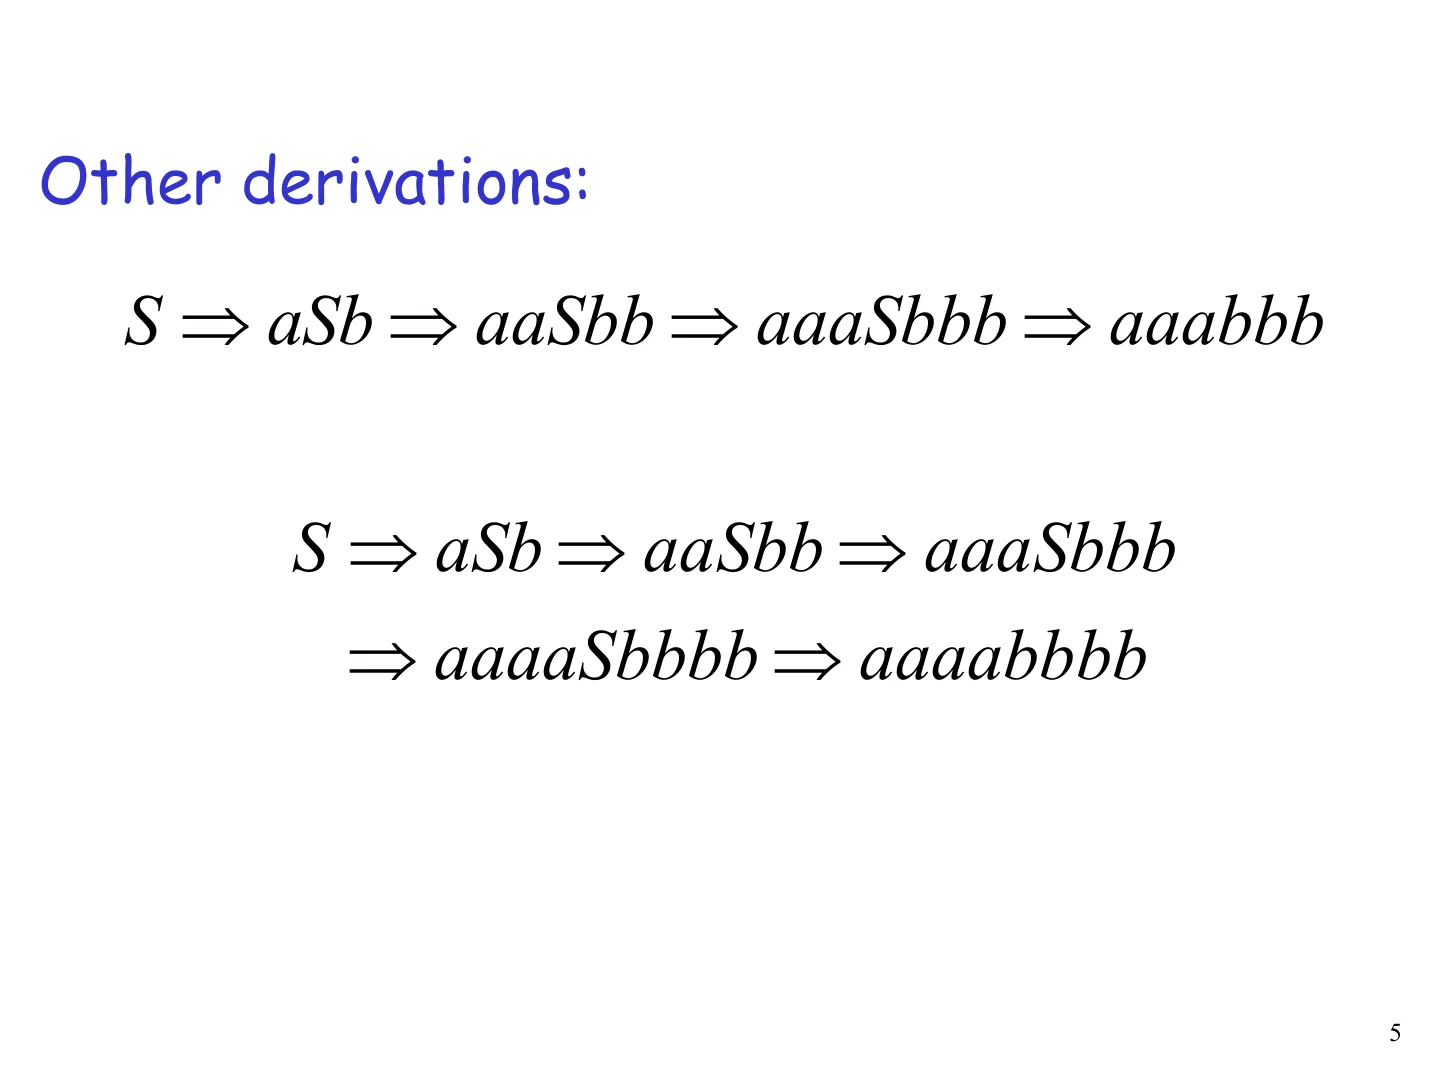 Other derivations:
S ⇒ aSb ⇒ aaSbb ⇒ aaaSbbb ⇒ aaabbb
S ⇒ aSb ⇒ aaSbb ⇒ aaaSbbb
⇒ aaaaSbbbb ⇒ aaaabbbb
5